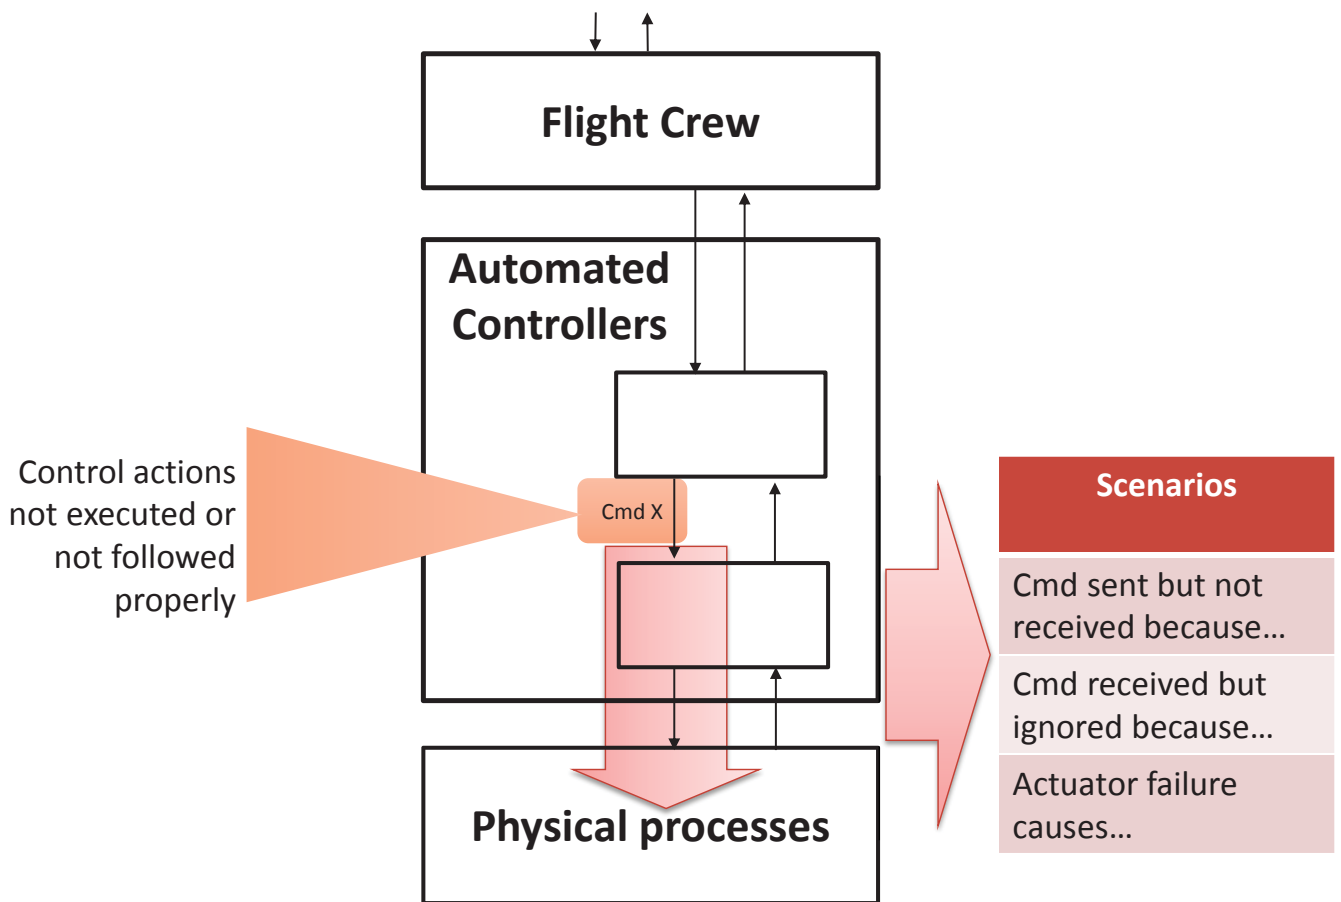 Flight Crew
Automated
Controllers
Control actions
not executed or
not followed
properly
Cmd X
Scenarios
Cmd sent but not
received because…
Cmd received but
ignored because…
Actuator failure
causes…
Physical processes